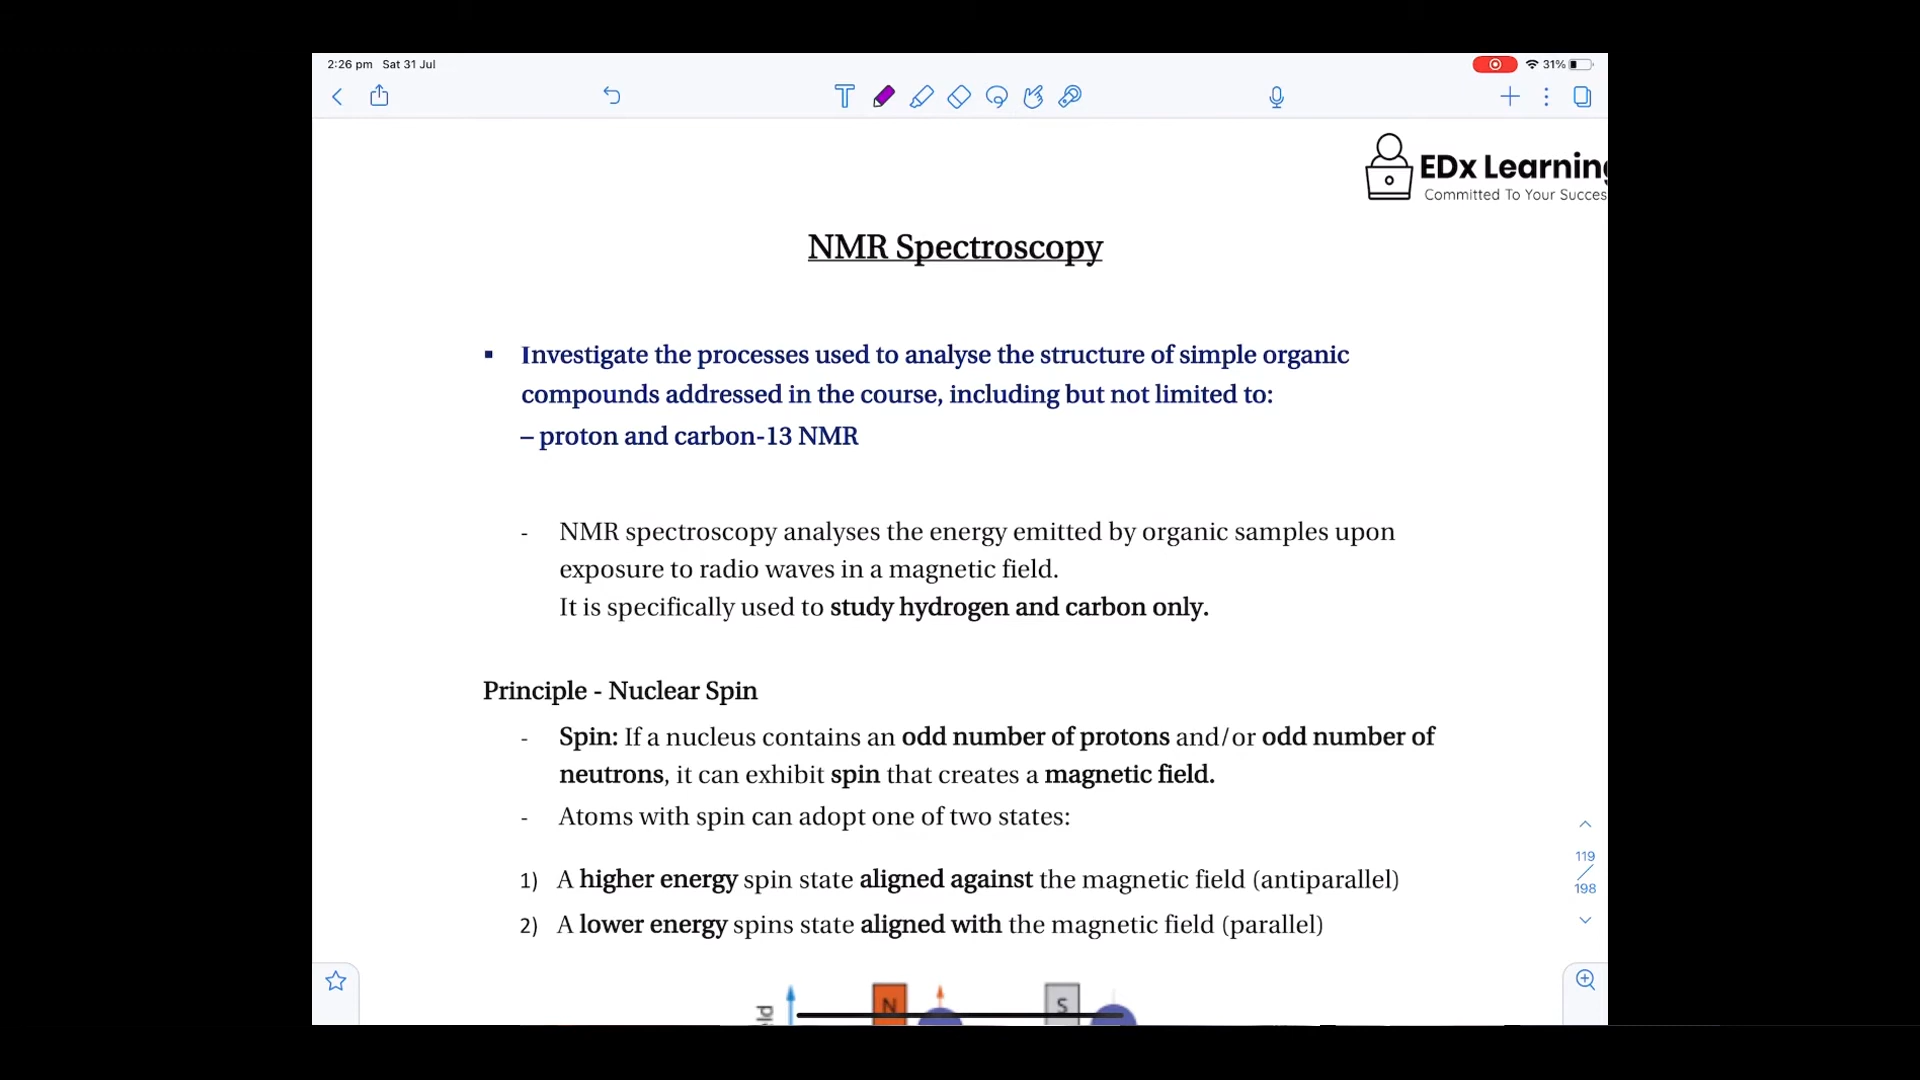 2:26 pm Sat 31 Jul
31%
EDx Learning
Committed To Your Succes
NMR Spectroscopy
▪ Investigate the processes used to analyse the structure of simple organic
compounds addressed in the course, including but not limited to:
– proton and carbon-13 NMR
- NMR spectroscopy analyses the energy emitted by organic samples upon
exposure to radio waves in a magnetic field.
It is specifically used to study hydrogen and carbon only.
Principle - Nuclear Spin
- Spin: If a nucleus contains an odd number of protons and/or odd number of
neutrons, it can exhibit spin that creates a magnetic field.
- Atoms with spin can adopt one of two states:
1) A higher energy spin state aligned against the magnetic field (antiparallel)
2) A lower energy spins state aligned with the magnetic field (parallel)
119
198
N
S